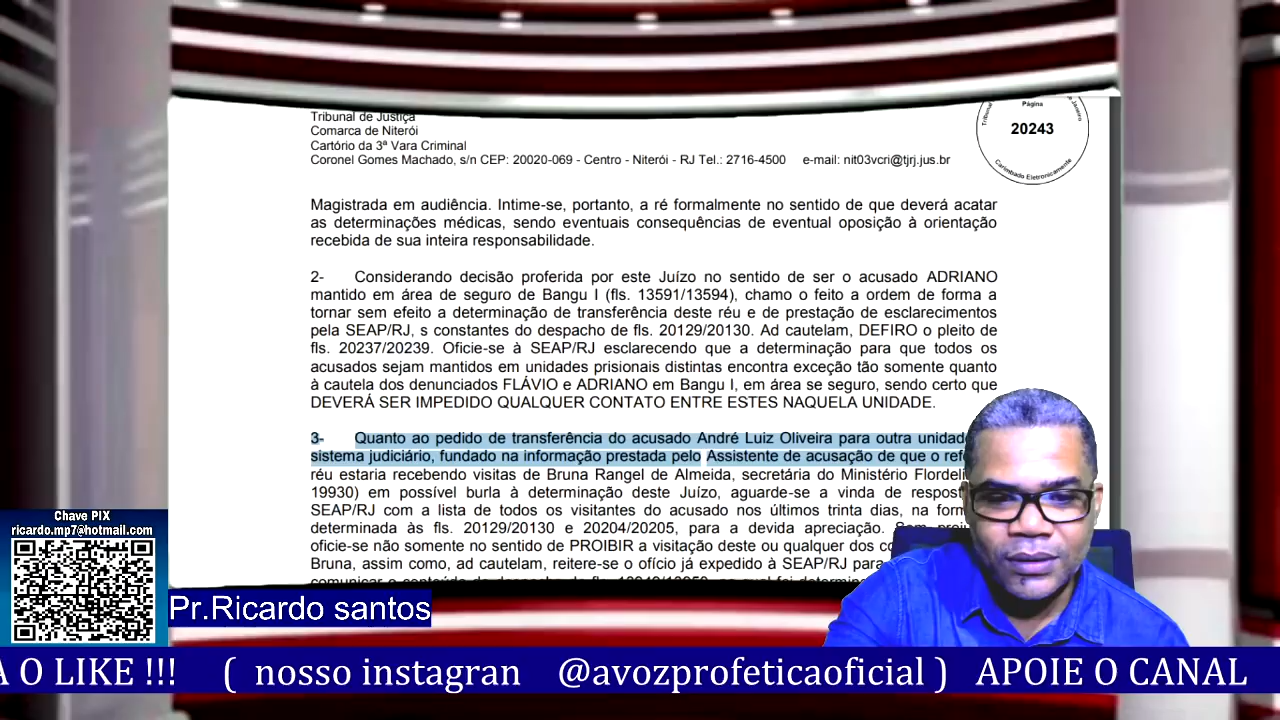 Tribunal de Justiça
Comarca de Niterói
Cartório da 3ª Vara Criminal
Coronel Gomes Machado, s/n CEP: 20020-069 - Centro - Niterói - RJ Tel.: 2716-4500 e-mail: nit03vcri@tjrj.jus.br
Página
20243
Carimbado Eletronicamente
Magistrada em audiência. Intime-se, portanto, a ré formalmente no sentido de que deverá acatar
as determinações médicas, sendo eventuais consequências de eventual oposição à orientação
recebida de sua inteira responsabilidade.
2- Considerando decisão proferida por este Juízo no sentido de ser o acusado ADRIANO
mantido em área de seguro de Bangu I (fls. 13591/13594), chamo o feito a ordem de forma a
tornar sem efeito a determinação de transferência deste réu e de prestação de esclarecimentos
pela SEAP/RJ, s constantes do despacho de fls. 20129/20130. Ad cautelam, DEFIRO o pleito de
fls. 20237/20239. Oficie-se à SEAP/RJ esclarecendo que a determinação para que todos os
acusados sejam mantidos em unidades prisionais distintas encontra exceção tão somente quanto
à cautela dos denunciados FLÁVIO e ADRIANO em Bangu I, em área se seguro, sendo certo que
DEVERÁ SER IMPEDIDO QUALQUER CONTATO ENTRE ESTES NAQUELA UNIDADE.
3- Quanto ao pedido de transferência do acusado André Luiz Oliveira para outra unidade
sistema judiciário, fundado na informação prestada pelo Assistente de acusação de que o
réu estaria recebendo visitas de Bruna Rangel de Almeida, secretária do Ministério
19930) em possível burla à determinação deste Juízo, aguarde-se a vinda de
SEAP/RJ com a lista de todos os visitantes do acusado nos últimos trinta dias, na
determinada às fls. 20129/20130 e 20204/20205, para a devida apreciação. Sem
oficie-se não somente no sentido de PROIBIR a visitação deste ou qualquer dos
Bruna, assim como, ad cautelam, reitere-se o ofício já expedido à SEAP/RJ para
Chave PIX
ricardo.mp7@hotmail.com
Pr.Ricardo santos
A O LIKE !!! ( nosso instagran @avozprofeticaoficial ) APOIE O CANAL